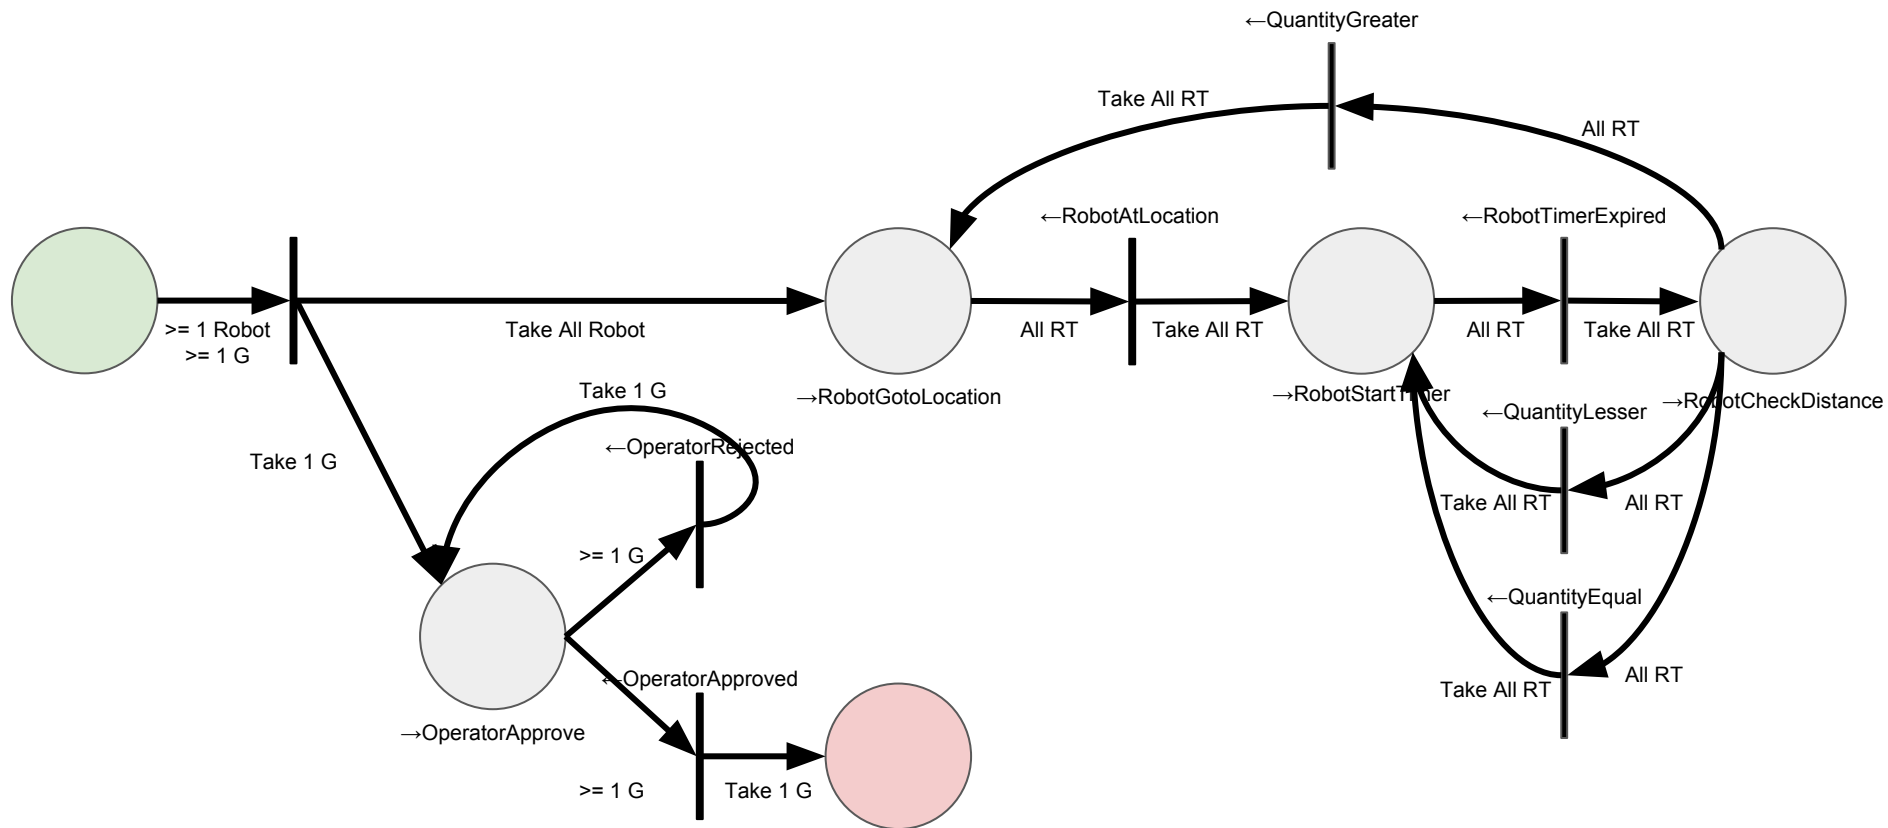 ←QuantityGreater
Take All RT
All RT
←RobotAtLocation
←RobotTimerExpired
>= 1 Robot
>= 1 G
Take All Robot
All RT
Take All RT
All RT
Take All RT
→RobotGotoLocation
→RobotStartTimer
→RobotCheckDistance
Take 1 G
←QuantityLesser
←OperatorRejected
Take 1 G
Take All RT
All RT
>= 1 G
←QuantityEqual
←OperatorApproved
Take All RT
All RT
→OperatorApprove
>= 1 G
Take 1 G